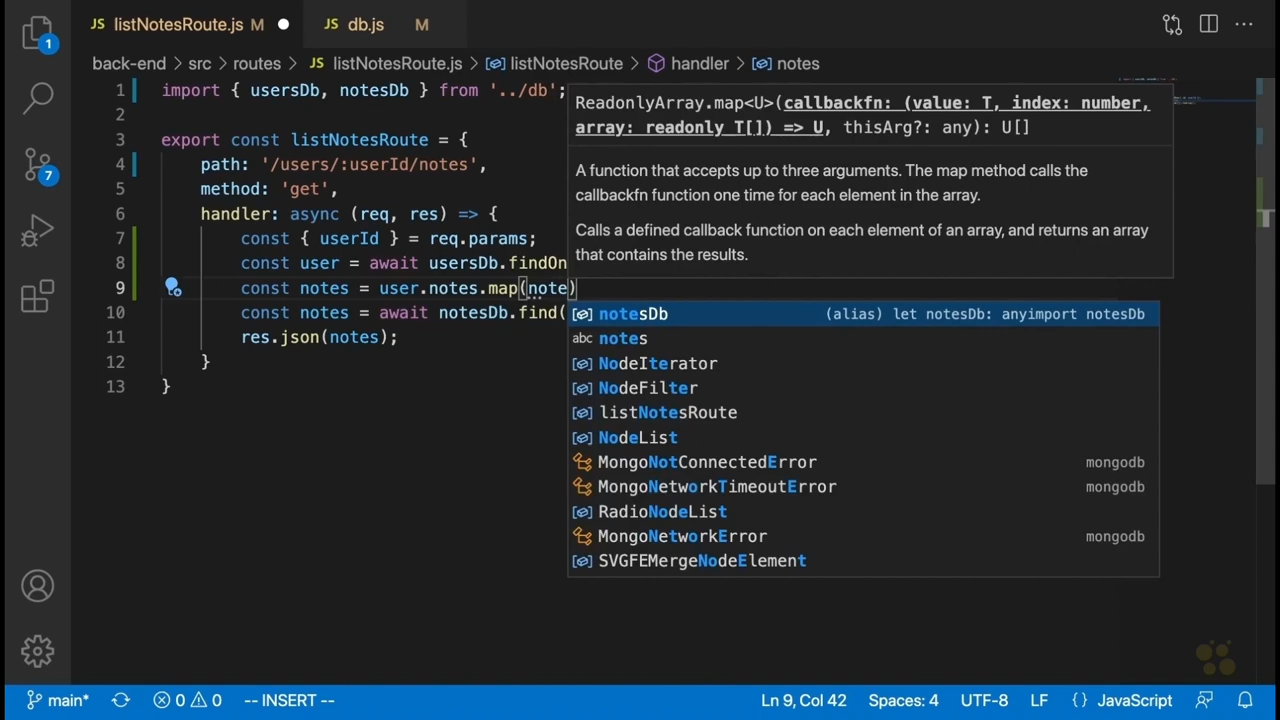 JS listNotesRoute.js M
JS db.js M
back-end > src > routes > JS listNotesRoute.js > listNotesRoute > handler > notes
1 import { usersDb, notesDb } from '../db';
2
3 export const listNotesRoute = {
4 path: '/users/:userId/notes',
5 method: 'get',
6 handler: async (req, res) => {
7 const { userId } = req.params;
8 const user = await usersDb.findOn
9 const notes = user.notes.map(note)
10 const notes = await notesDb.find(
11 res.json(notes);
12 }
13 }
ReadonlyArray.map<U>(callbackfn: (value: T, index: number,
array: readonly T[]) => U, thisArg?: any): U[]
A function that accepts up to three arguments. The map method calls the
callbackfn function one time for each element in the array.
Calls a defined callback function on each element of an array, and returns an array
that contains the results.
notesDb (alias) let notesDb: anyimport notesDb
abc notes
NodeIterator
NodeFilter
listNotesRoute
NodeList
MongoNotConnectedError mongodb
MongoNetworkTimeoutError mongodb
RadioNodeList
MongoNetworkError mongodb
SVGFEMergeNodeElement
1
7
main* 0 0 -- INSERT -- Ln 9, Col 42 Spaces: 4 UTF-8 LF {} JavaScript